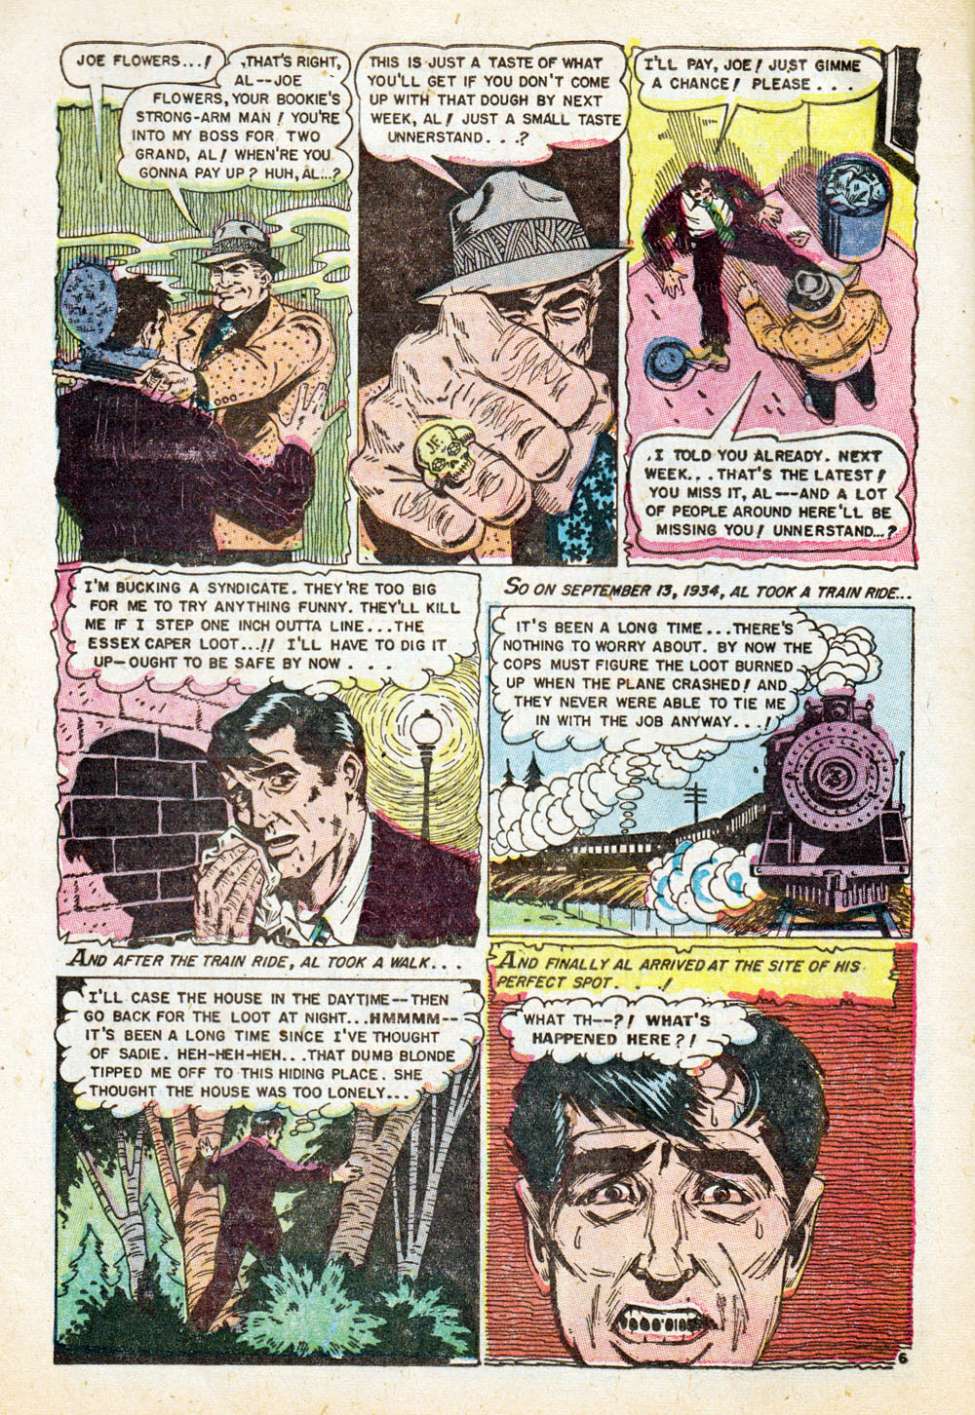 JOE FLOWERS...!
THAT'S RIGHT,
AL--JOE
FLOWERS, YOUR BOOKIE'S
STRONG-ARM MAN! YOU'RE
INTO MY BOSS FOR TWO
GRAND, AL! WHEN'RE YOU
GONNA PAY UP? HUH, AL...?
THIS IS JUST A TASTE OF WHAT
YOU'LL GET IF YOU DON'T COME
UP WITH THAT DOUGH BY NEXT
WEEK, AL! JUST A SMALL TASTE
UNNERSTAND...?
JF
I'LL PAY, JOE! JUST GIMME
A CHANCE! PLEASE...
I TOLD YOU ALREADY. NEXT
WEEK... THAT'S THE LATEST!
YOU MISS IT, AL---AND A LOT
OF PEOPLE AROUND HERE'LL BE
MISSING YOU! UNNERSTAND...?
I'M BUCKING A SYNDICATE. THEY'RE TOO BIG
FOR ME TO TRY ANYTHING FUNNY. THEY'LL KILL
ME IF I STEP ONE INCH OUTTA LINE...THE
ESSEX CAPER LOOT...!! I'LL HAVE TO DIG IT
UP—OUGHT TO BE SAFE BY NOW...
SO ON SEPTEMBER 13, 1934, AL TOOK A TRAIN RIDE...
IT'S BEEN A LONG TIME...THERE'S
NOTHING TO WORRY ABOUT. BY NOW THE
COPS MUST FIGURE THE LOOT BURNED
UP WHEN THE PLANE CRASHED! AND
THEY NEVER WERE ABLE TO TIE ME
IN WITH THE JOB ANYWAY...!
3
AND AFTER THE TRAIN RIDE, AL TOOK A WALK...
I'LL CASE THE HOUSE IN THE DAYTIME--THEN
GO BACK FOR THE LOOT AT NIGHT...HMMMM--
IT'S BEEN A LONG TIME SINCE I'VE THOUGHT
OF SADIE. HEH-HEH-HEH...THAT DUMB BLONDE
TIPPED ME OFF TO THIS HIDING PLACE. SHE
THOUGHT THE HOUSE WAS TOO LONELY...
AND FINALLY AL ARRIVED AT THE SITE OF HIS
PERFECT SPOT...!
WHAT TH--?! WHAT'S
HAPPENED HERE?!
6